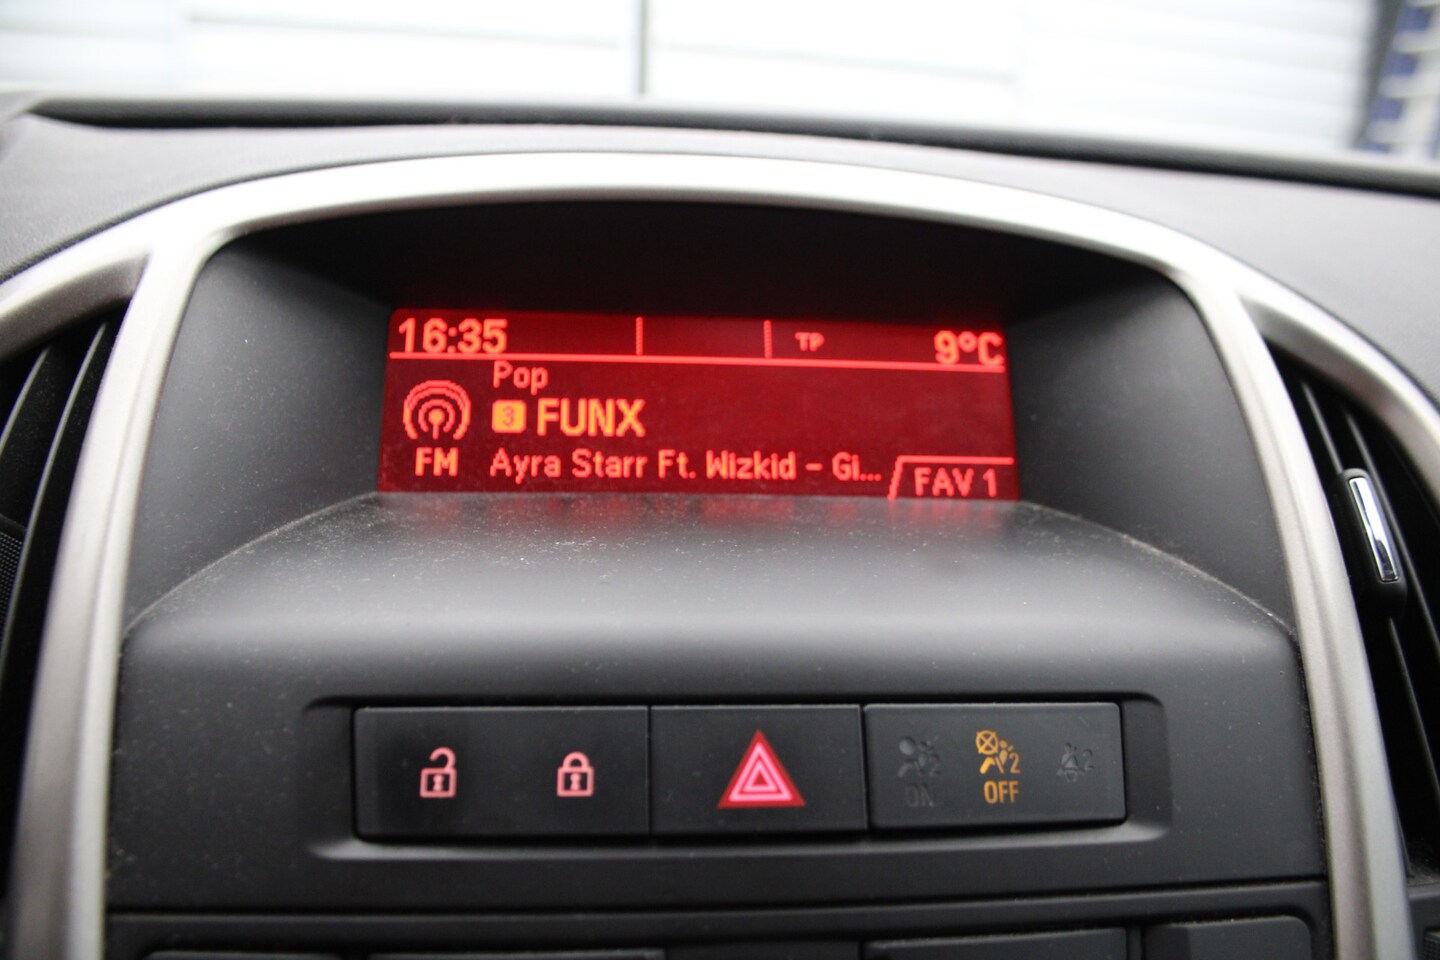 16:35 TP 9°C
Pop
3 FUNX
FM Ayra Starr Ft. Wizkid - Gi... FAV 1
2 2 2
ON OFF